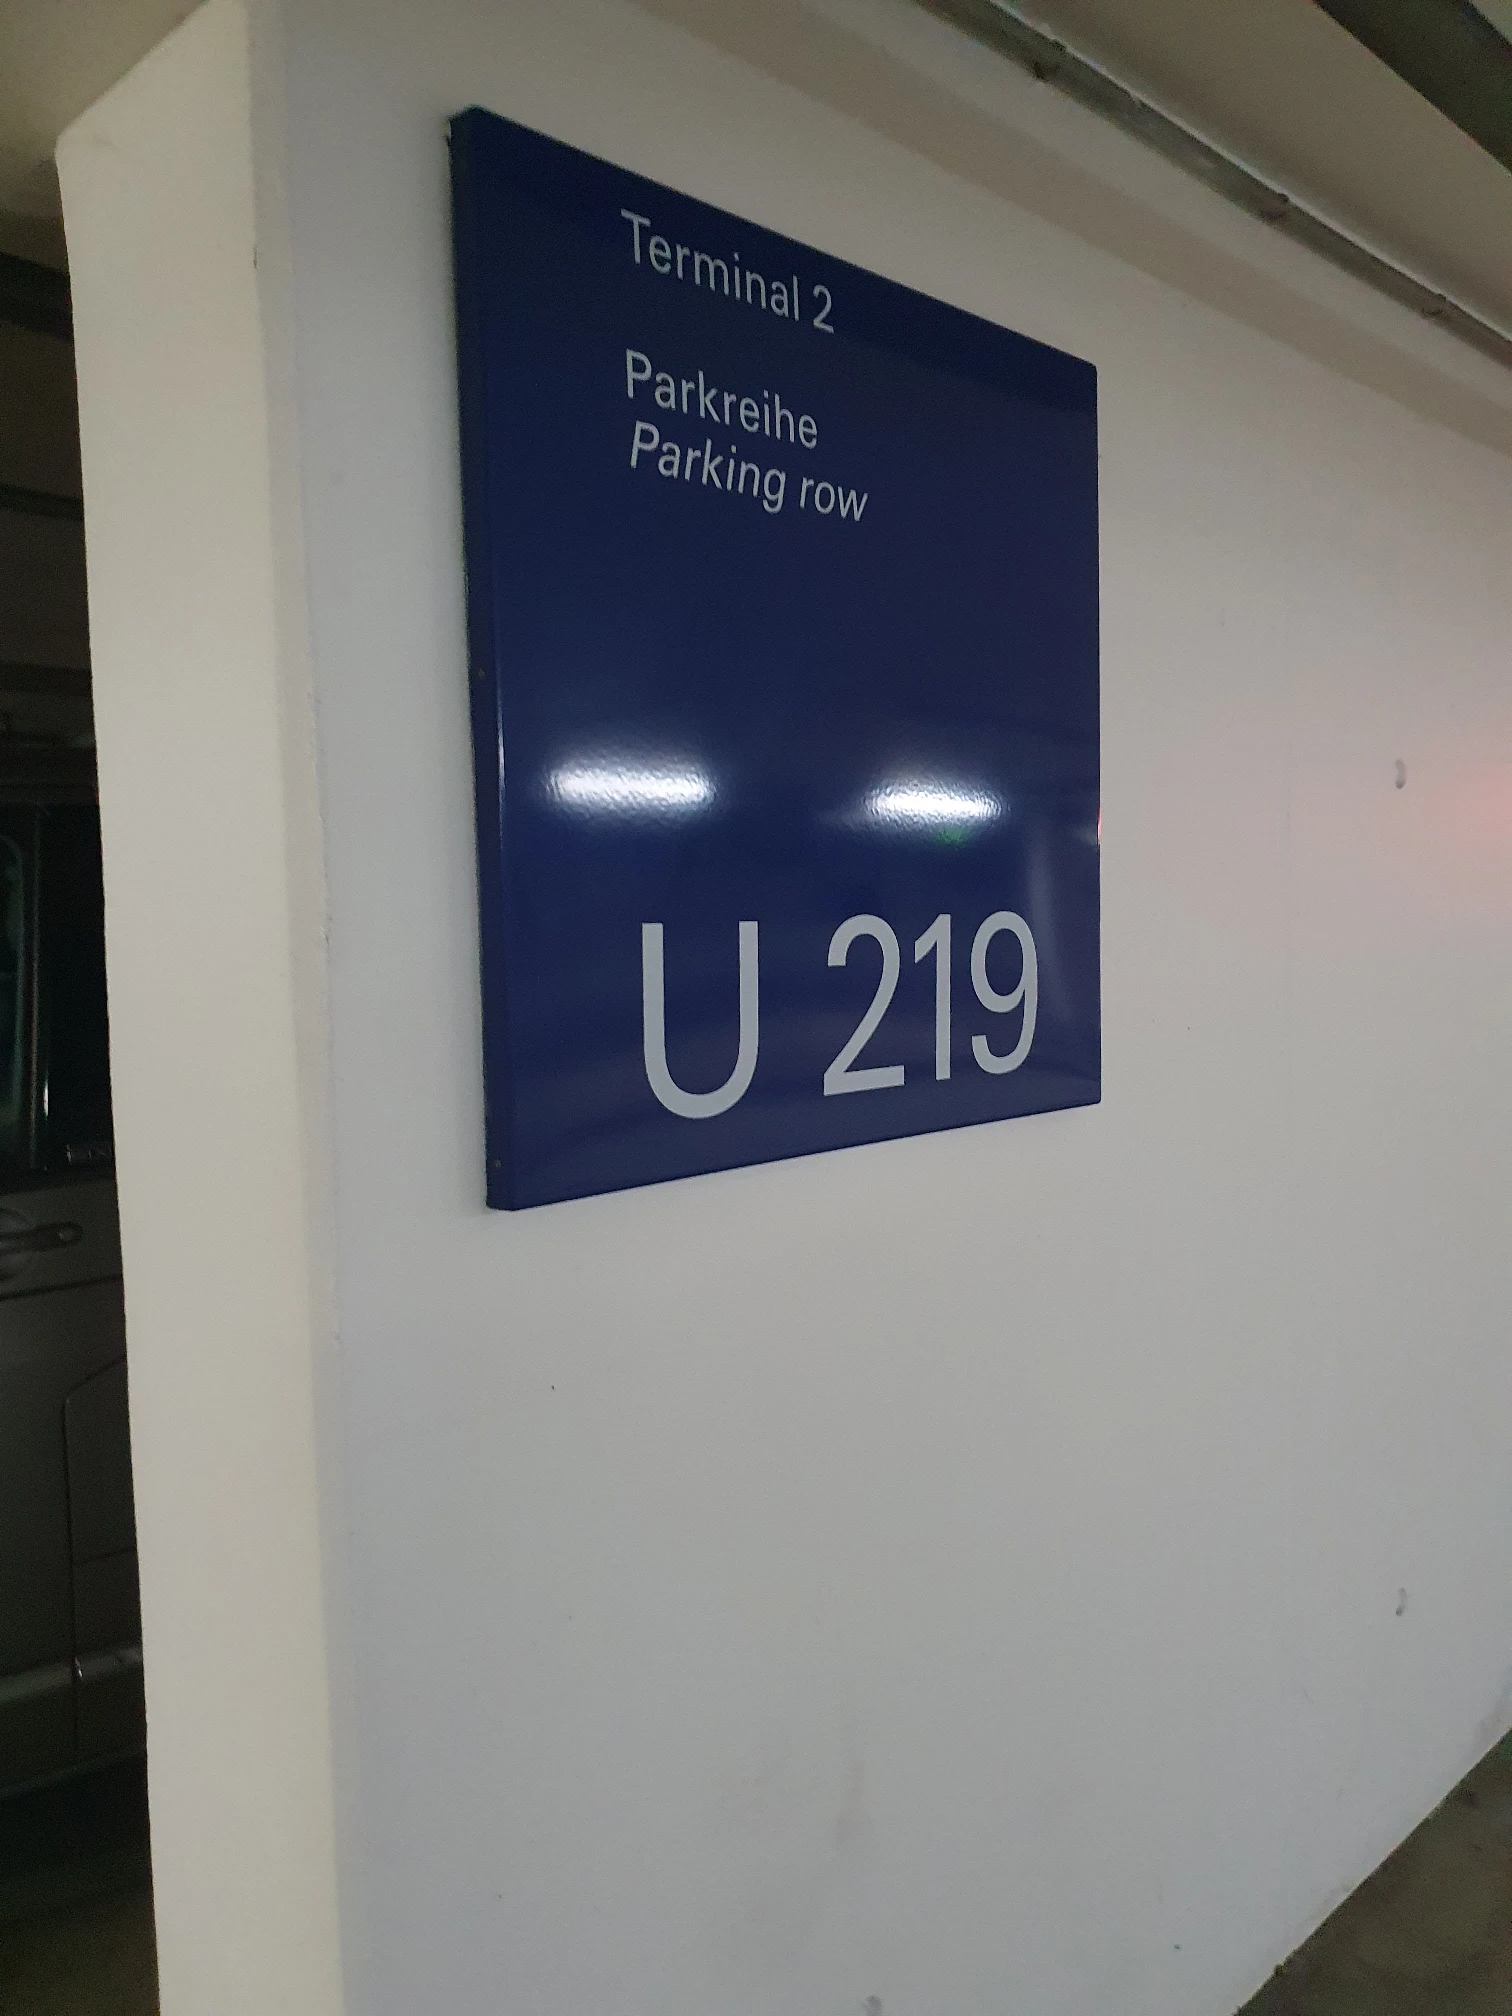 Terminal 2
Parkreihe
Parking row
U 219